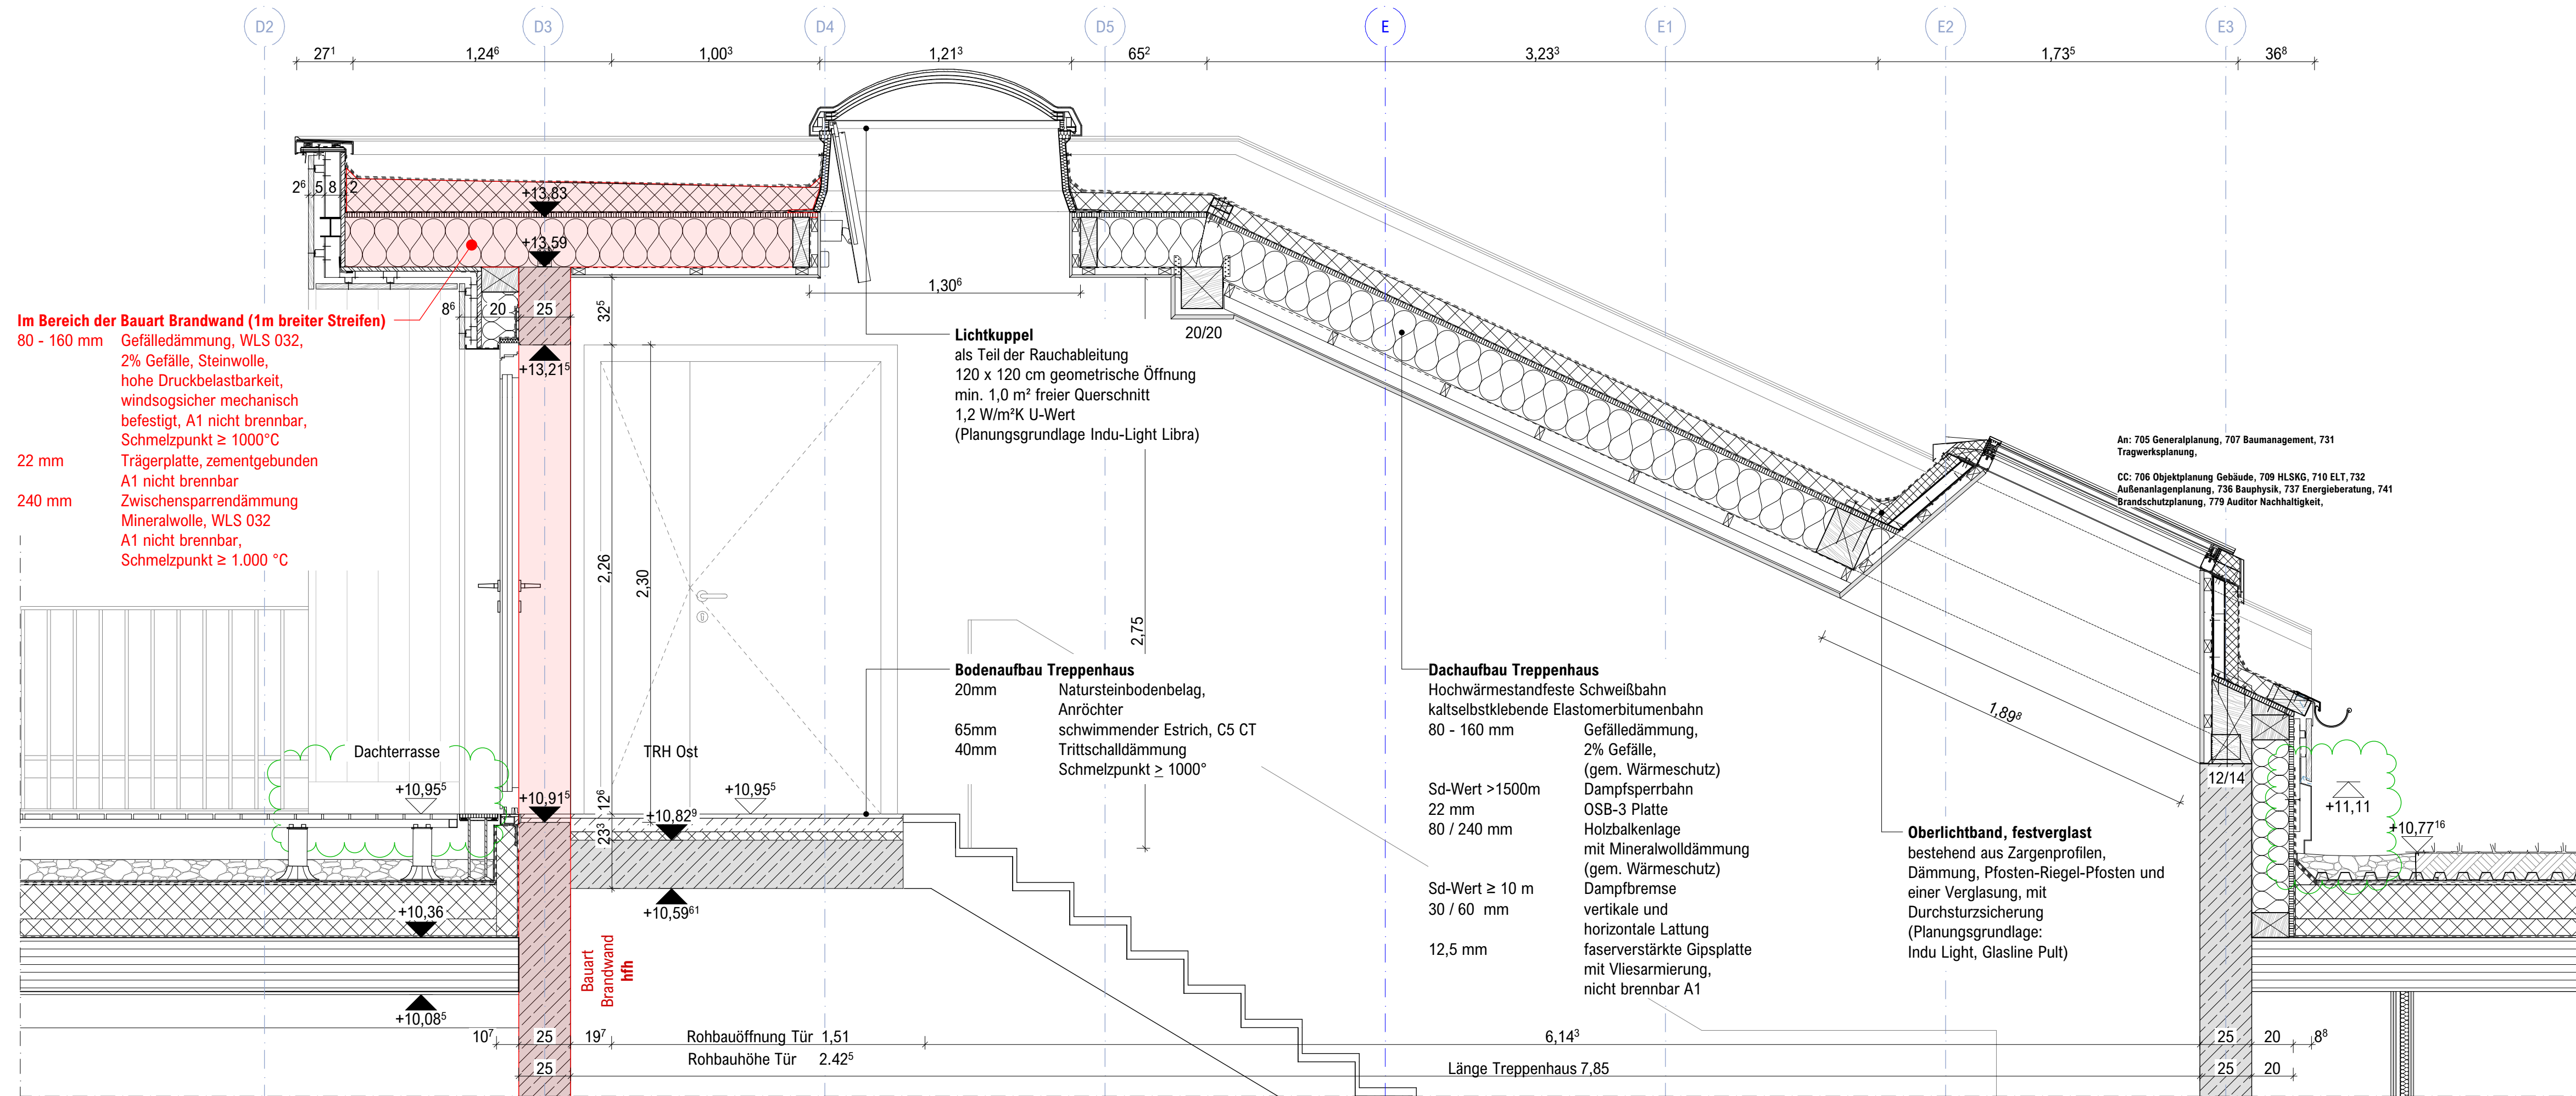 D2
D3
D4
D5
E
E1
E2
E3
27¹
1,24⁶
1,00³
1,21³
65²
3,23³
1,73⁵
36⁸
2⁶ 5 8 2
+13,83
+13,59
1,30⁶
8⁶ 20 25
32⁵
20/20
+13,21⁵
Im Bereich der Bauart Brandwand (1m breiter Streifen)
80 - 160 mm Gefälledämmung, WLS 032,
2% Gefälle, Steinwolle,
hohe Druckbelastbarkeit,
windsogsicher mechanisch
befestigt, A1 nicht brennbar,
Schmelzpunkt ≥ 1000°C
22 mm Trägerplatte, zementgebunden
A1 nicht brennbar
240 mm Zwischensparrendämmung
Mineralwolle, WLS 032
A1 nicht brennbar,
Schmelzpunkt ≥ 1.000 °C
Lichtkuppel
als Teil der Rauchableitung
120 x 120 cm geometrische Öffnung
min. 1,0 m² freier Querschnitt
1,2 W/m²K U-Wert
(Planungsgrundlage Indu-Light Libra)
An: 705 Generalplanung, 707 Baumanagement, 731
Tragwerksplanung,
CC: 706 Objektplanung Gebäude, 709 HLSKG, 710 ELT, 732
Außenanlagenplanung, 736 Bauphysik, 737 Energieberatung, 741
Brandschutzplanung, 779 Auditor Nachhaltigkeit,
2,26
2,30
2,75
1,89⁸
Bodenaufbau Treppenhaus
20mm Natursteinbodenbelag,
Anröchter
65mm schwimmender Estrich, C5 CT
40mm Trittschalldämmung
Schmelzpunkt ≥ 1000°
Dachaufbau Treppenhaus
Hochwärmestandfeste Schweißbahn
kaltselbstklebende Elastomerbitumenbahn
80 - 160 mm Gefälledämmung,
2% Gefälle,
(gem. Wärmeschutz)
Sd-Wert >1500m Dampfsperrbahn
22 mm OSB-3 Platte
80 / 240 mm Holzbalkenlage
mit Mineralwolldämmung
(gem. Wärmeschutz)
Sd-Wert ≥ 10 m Dampfbremse
30 / 60 mm vertikale und
horizontale Lattung
12,5 mm faserverstärkte Gipsplatte
mit Vliesarmierung,
nicht brennbar A1
Oberlichtband, festverglast
bestehend aus Zargenprofilen,
Dämmung, Pfosten-Riegel-Pfosten und
einer Verglasung, mit
Durchsturzsicherung
(Planungsgrundlage:
Indu Light, Glasline Pult)
Dachterrasse
TRH Ost
+10,95⁵
+10,91⁵
12⁶
+10,95⁵
+10,82⁹
23³
12/14
+11,11
+10,77¹⁶
+10,36
+10,59⁶¹
+10,08⁵
Bauart
Brandwand
hfh
10⁷ 25 19⁷ Rohbauöffnung Tür 1,51 6,14³ 25 20 8⁸
Rohbauhöhe Tür 2.42⁵
25 Länge Treppenhaus 7,85 25 20